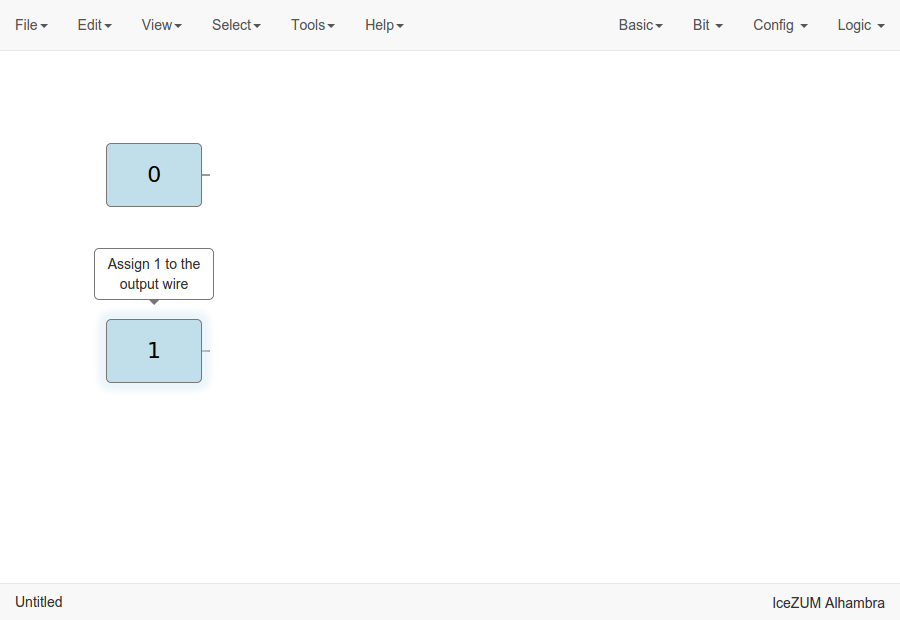 File Edit View Select Tools Help Basic Bit Config Logic
0
Assign 1 to the
output wire
1
Untitled IceZUM Alhambra